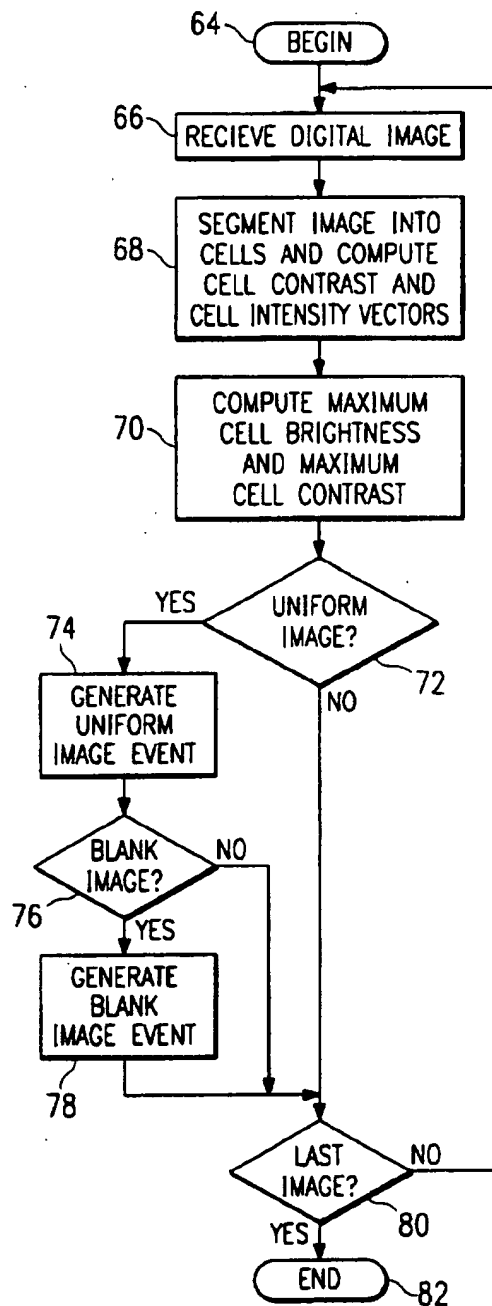 64
BEGIN
66
RECIEVE DIGITAL IMAGE
68
SEGMENT IMAGE INTO
CELLS AND COMPUTE
CELL CONTRAST AND
CELL INTENSITY VECTORS
70
COMPUTE MAXIMUM
CELL BRIGHTNESS
AND MAXIMUM
CELL CONTRAST
YES
UNIFORM
IMAGE?
72
NO
74
GENERATE
UNIFORM
IMAGE EVENT
BLANK
IMAGE?
NO
76
YES
GENERATE
BLANK
IMAGE EVENT
78
LAST
IMAGE?
NO
80
YES
END
82